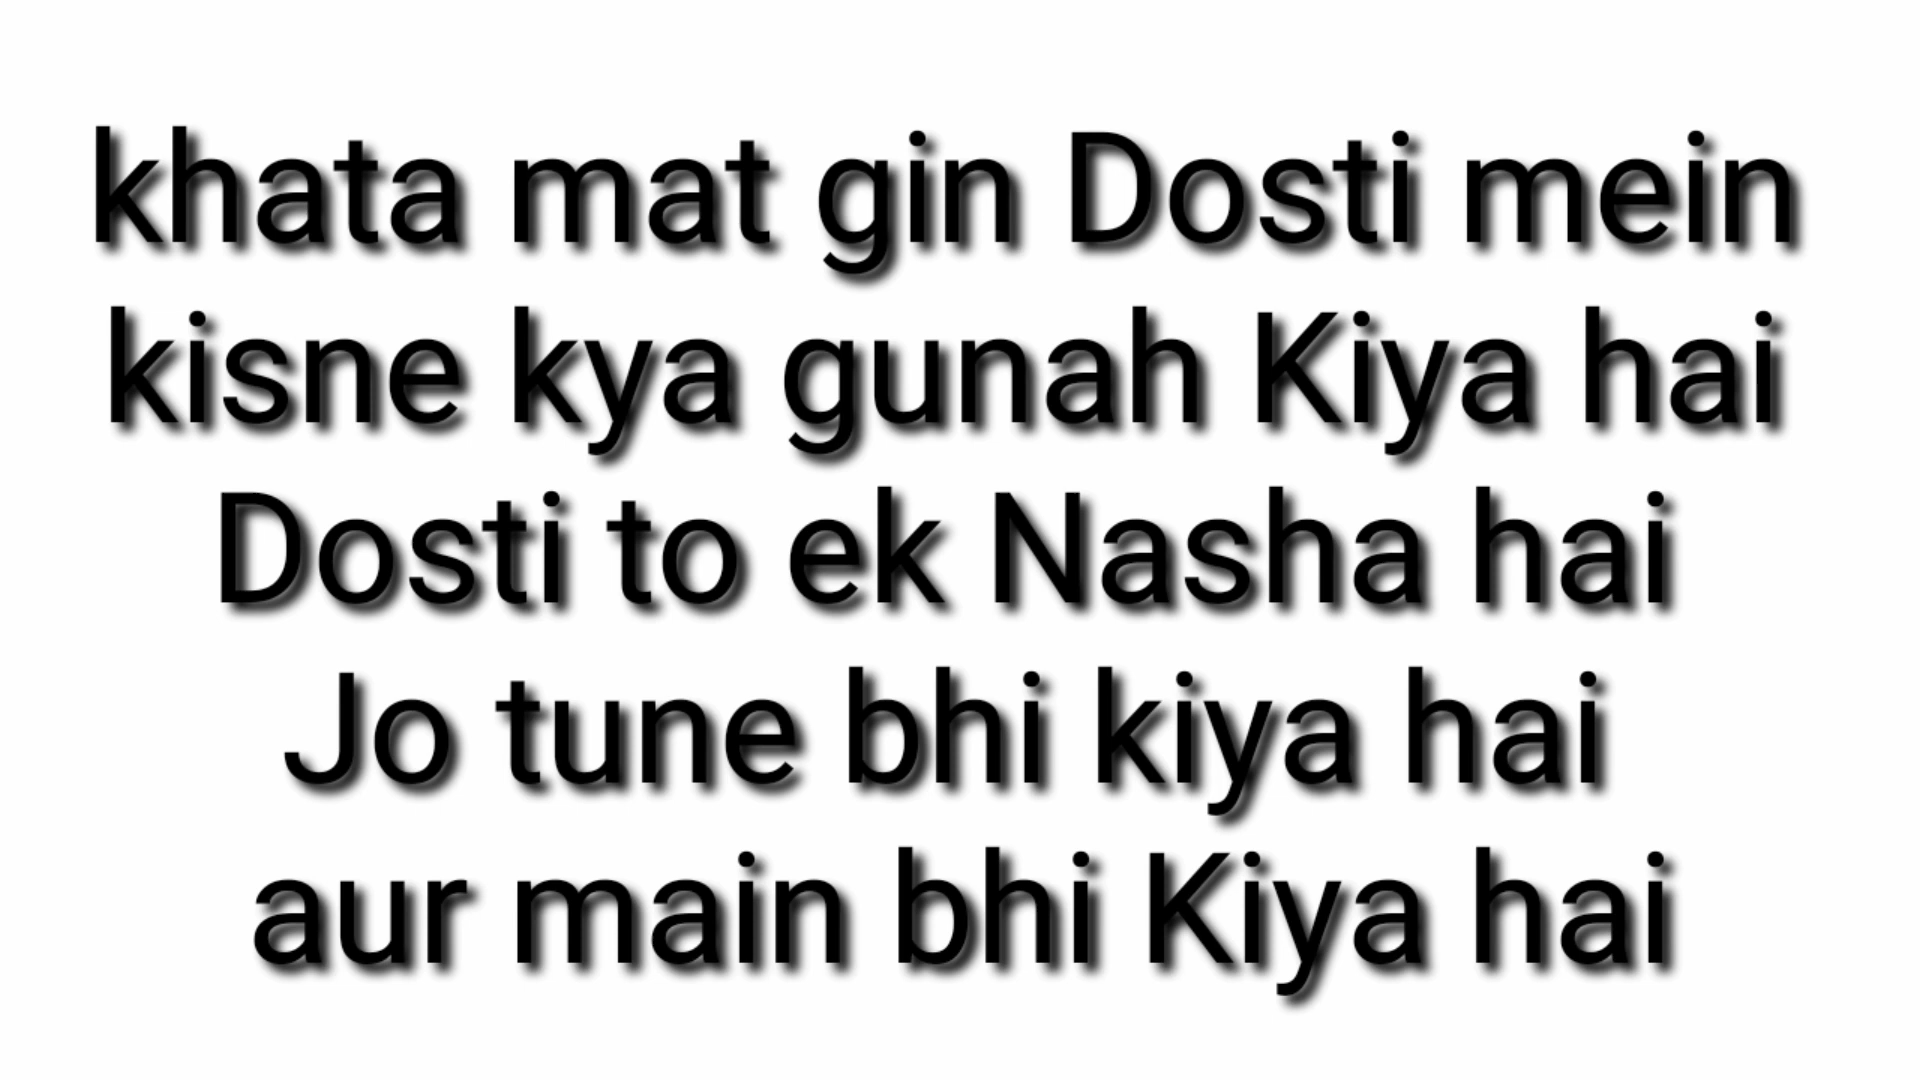 khata mat gin Dosti mein
kisne kya gunah Kiya hai
Dosti to ek Nasha hai
Jo tune bhi kiya hai
aur main bhi Kiya hai